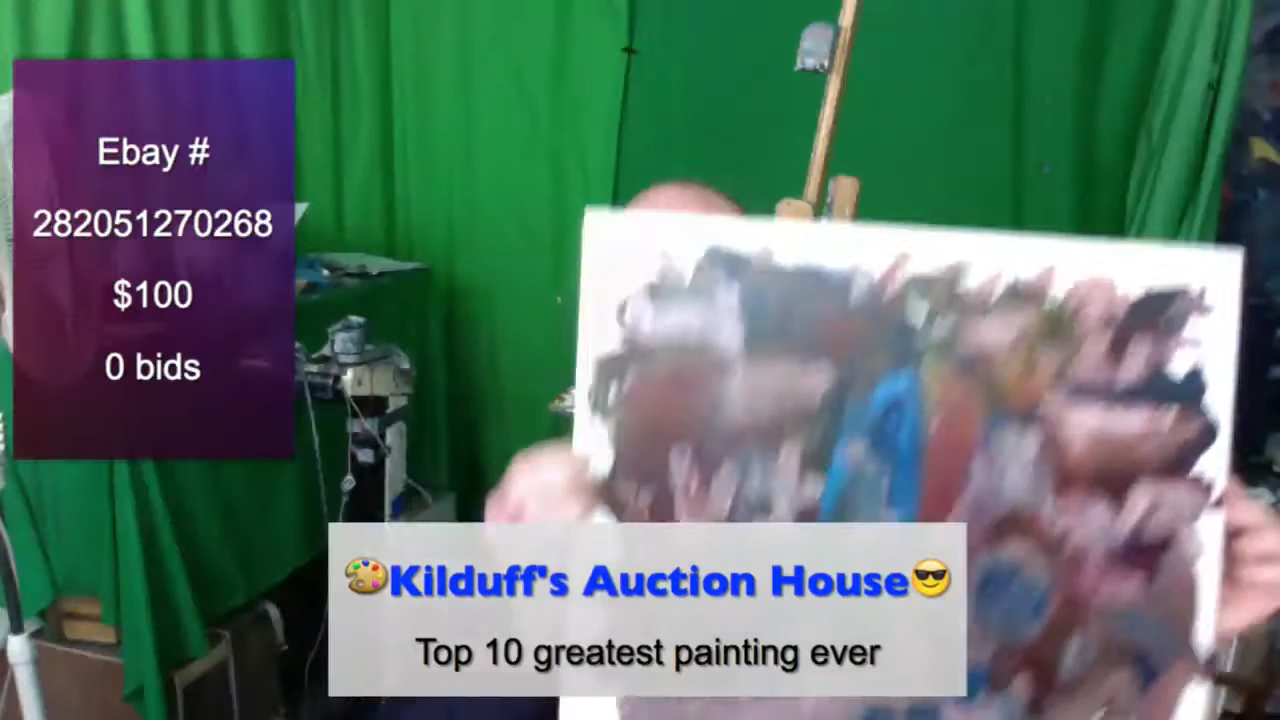 Ebay #
282051270268
$100
0 bids
🎨Kilduff's Auction House😎
Top 10 greatest painting ever